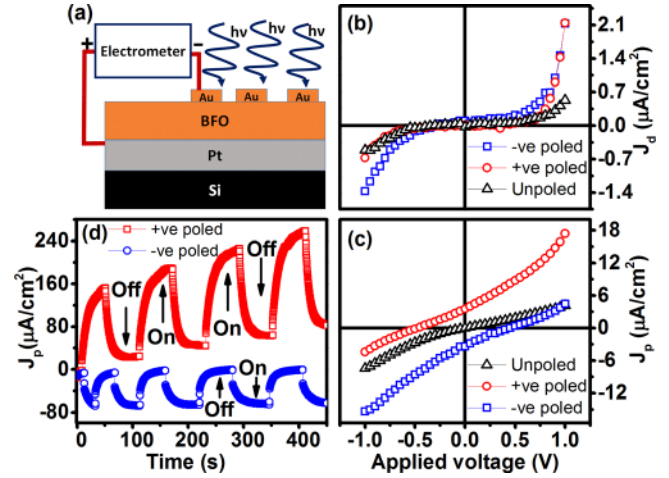 (a)
+
Electrometer
−
hν
hν
hν
Au
Au
Au
BFO
Pt
Si
(b)
2.1
1.4
0.7
0.0
-0.7
-1.4
J_d (μA/cm²)
-ve poled
+ve poled
Unpoled
(d)
+ve poled
-ve poled
240
160
80
0
-80
J_p(μA/cm²)
Off
On
On
Off
Off
On
0
100
200
300
400
Time (s)
(c)
18
12
6
0
-6
-12
J_p (μA/cm²)
Unpoled
+ve poled
-ve poled
-1.0
-0.5
0.0
0.5
1.0
Applied voltage (V)